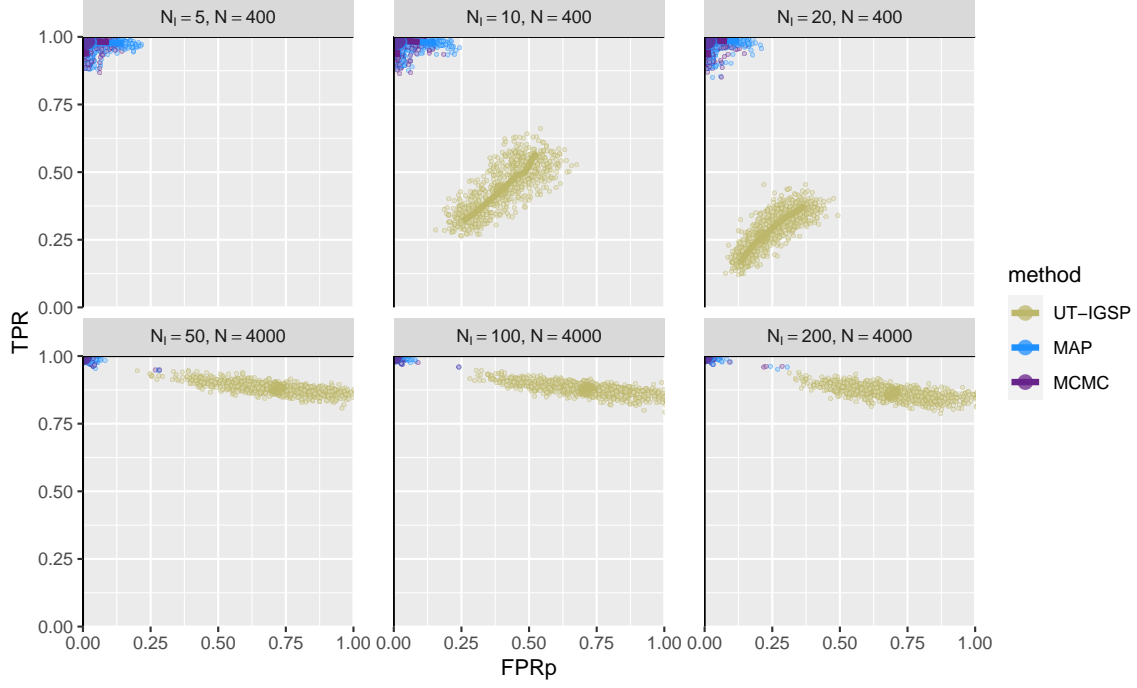 N_I = 5, N = 400
N_I = 10, N = 400
N_I = 20, N = 400
1.00
0.75
0.50
0.25
0.00
N_I = 50, N = 4000
N_I = 100, N = 4000
N_I = 200, N = 4000
1.00
0.75
0.50
0.25
0.00
0.00 0.25 0.50 0.75 1.00
0.00 0.25 0.50 0.75 1.00
0.00 0.25 0.50 0.75 1.00
TPR
FPRp
method
UT−IGSP
MAP
MCMC